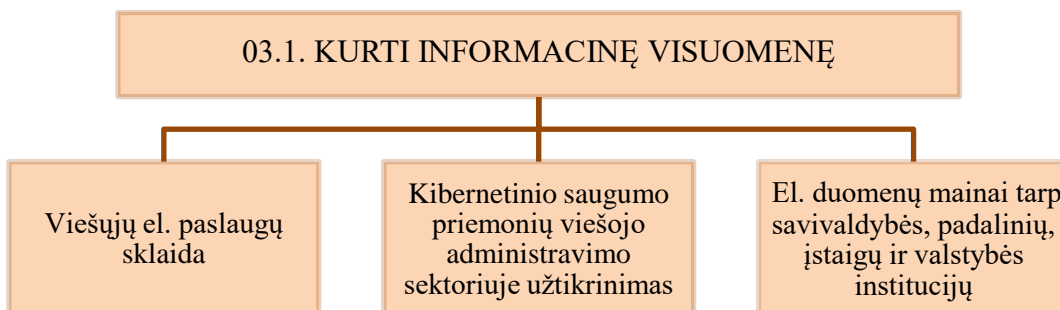 03.1. KURTI INFORMACINĘ VISUOMENĘ
Viešųjų el. paslaugų
sklaida
Kibernetinio saugumo
priemonių viešojo
administravimo
sektoriuje užtikrinimas
El. duomenų mainai tarp
savivaldybės, padalinių,
įstaigų ir valstybės
institucijų